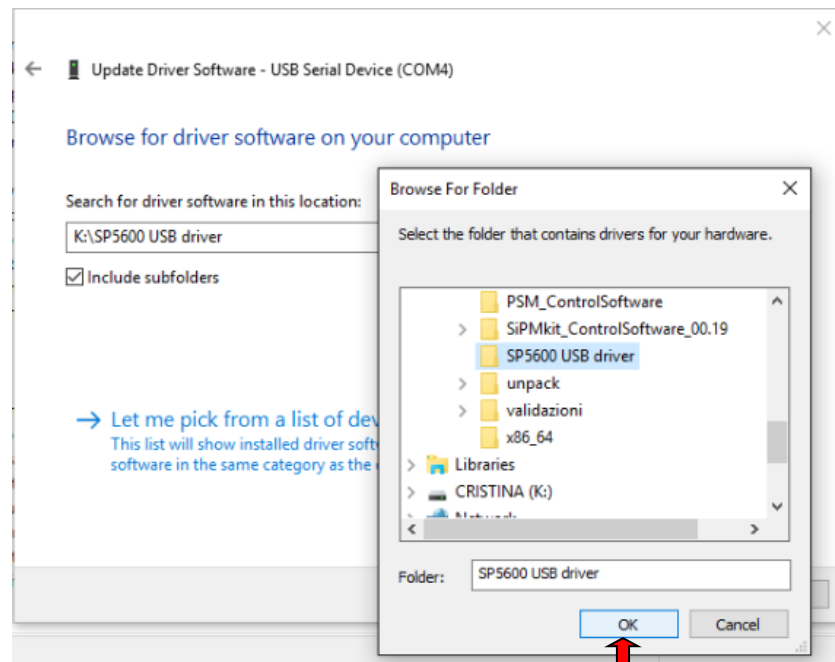 Update Driver Software - USB Serial Device (COM4)
Browse for driver software on your computer
Search for driver software in this location:
K:\SP5600 USB driver
Include subfolders
Let me pick from a list of dev
This list will show installed driver soft
software in the same category as the
Browse For Folder
Select the folder that contains drivers for your hardware.
PSM_ControlSoftware
SiPMkit_ControlSoftware_00.19
SP5600 USB driver
unpack
validazioni
x86_64
Libraries
CRISTINA (K:)
Network
Folder:
SP5600 USB driver
OK
Cancel